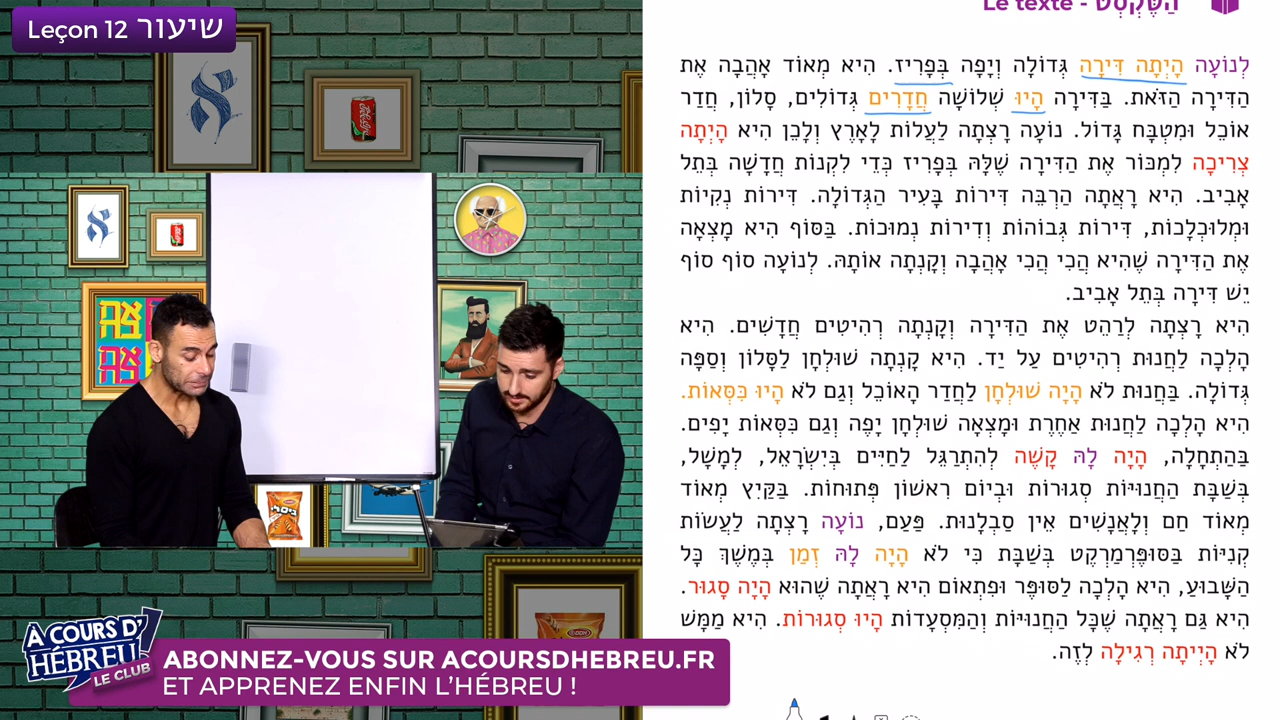 Leçon 12 שיעור
Le texte - הַטֶּקְסְט
לְנוֹעָה הָיְתָה דִּירָה גְּדוֹלָה וְיָפָה בְּפָרִיז. הִיא מְאוֹד אָהֲבָה אֶת
הַדִּירָה הַזֹּאת. בַּדִּירָה הָיוּ שְׁלוֹשָׁה חֲדָרִים גְּדוֹלִים, סָלוֹן, חֲדַר
אוֹכֶל וּמִטְבָּח גָּדוֹל. נוֹעָה רָצְתָה לַעֲלוֹת לָאָרֶץ וְלָכֵן הִיא הָיְתָה
צְרִיכָה לִמְכּוֹר אֶת הַדִּירָה שֶׁלָּהּ בְּפָרִיז כְּדֵי לִקְנוֹת חֲדָשָׁה בְּתֵל
אָבִיב. הִיא רָאֲתָה הַרְבֵּה דִּירוֹת בָּעִיר הַגְּדוֹלָה. דִּירוֹת נְקִיּוֹת
וּמְלוּכְלָכוֹת, דִּירוֹת גְּבוֹהוֹת וְדִירוֹת נְמוּכוֹת. בַּסּוֹף הִיא מָצְאָה
אֶת הַדִּירָה שֶׁהִיא הֲכִי הֲכִי אָהֲבָה וְקָנְתָה אוֹתָהּ. לְנוֹעָה סוֹף סוֹף
יֵשׁ דִּירָה בְּתֵל אָבִיב.
הִיא רָצְתָה לְרַהֵט אֶת הַדִּירָה וְקָנְתָה רָהִיטִים חֲדָשִׁים. הִיא
הָלְכָה לַחֲנוּת רָהִיטִים עַל יַד. הִיא קָנְתָה שׁוּלְחָן לַסָּלוֹן וְסַפָּה
גְּדוֹלָה. בַּחֲנוּת לֹא הָיָה שׁוּלְחָן לַחֲדַר הָאוֹכֶל וְגַם לֹא הָיוּ כִּסְּאוֹת.
הִיא הָלְכָה לַחֲנוּת אַחֶרֶת וּמָצְאָה שׁוּלְחָן יָפֶה וְגַם כִּסְּאוֹת יָפִים.
בַּהַתְחָלָה, הָיָה לָהּ קָשֶׁה לְהִתְרַגֵּל לַחַיִּים בְּיִשְׂרָאֵל, לְמָשָׁל,
בְּשַׁבָּת הַחֲנוּיּוֹת סְגוּרוֹת וּבְיוֹם רִאשׁוֹן פְּתוּחוֹת. בַּקַּיִץ מְאוֹד
מְאוֹד חַם וְלָאֲנָשִׁים אֵין סַבְלָנוּת. פַּעַם, נוֹעָה רָצְתָה לַעֲשׂוֹת
קְנִיּוֹת בַּסּוּפֶּרְמַרְקֶט בְּשַׁבָּת כִּי לֹא הָיָה לָהּ זְמַן בְּמֶשֶׁךְ כָּל
הַשָּׁבוּעַ, הִיא הָלְכָה לַסּוּפֶּר וּפִתְאוֹם הִיא רָאֲתָה שֶׁהוּא הָיָה סָגוּר.
הִיא גַּם רָאֲתָה שֶׁכָּל הַחֲנוּיּוֹת וְהַמִּסְעָדוֹת הָיוּ סְגוּרוֹת. הִיא מַמָּשׁ
לֹא הָיְיתָה רְגִילָה לְזֶה.
A COURS D'
HÉBREU
LE CLUB
ABONNEZ-VOUS SUR ACOURSDHEBREU.FR
ET APPRENEZ ENFIN L'HÉBREU !